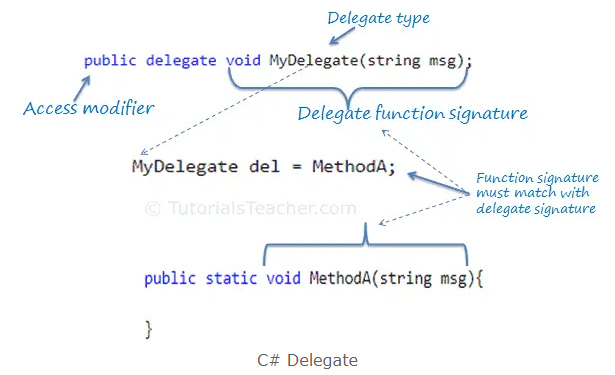 Delegate type
public delegate void MyDelegate(string msg);
Access modifier
Delegate function signature
MyDelegate del = MethodA;
Function signature
must match with
delegate signature
© TutorialsTeacher.com
public static void MethodA(string msg){
}
C# Delegate